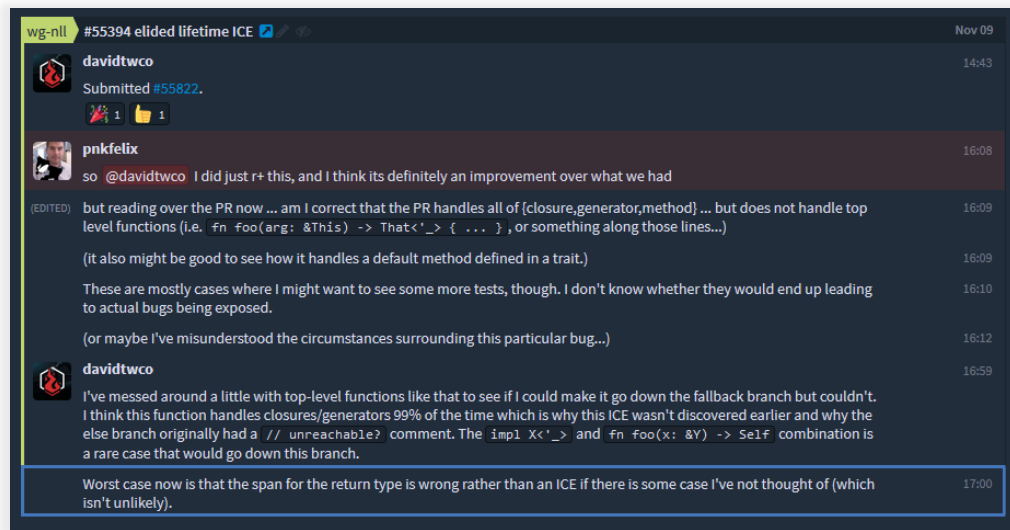 wg-nll #55394 elided lifetime ICE Nov 09
davidtwco 14:43
Submitted #55822.
1 1
pnkfelix 16:08
so @davidtwco I did just r+ this, and I think its definitely an improvement over what we had
(EDITED) but reading over the PR now ... am I correct that the PR handles all of {closure,generator,method} ... but does not handle top 16:09
level functions (i.e. fn foo(arg: &This) -> That<'_> { ... } , or something along those lines...)
(it also might be good to see how it handles a default method defined in a trait.) 16:09
These are mostly cases where I might want to see some more tests, though. I don't know whether they would end up leading 16:10
to actual bugs being exposed.
(or maybe I've misunderstood the circumstances surrounding this particular bug...) 16:12
davidtwco 16:59
I've messed around a little with top-level functions like that to see if I could make it go down the fallback branch but couldn't.
I think this function handles closures/generators 99% of the time which is why this ICE wasn't discovered earlier and why the
else branch originally had a // unreachable? comment. The impl X<'_> and fn foo(x: &Y) -> Self combination is
a rare case that would go down this branch.
Worst case now is that the span for the return type is wrong rather than an ICE if there is some case I've not thought of (which 17:00
isn't unlikely).